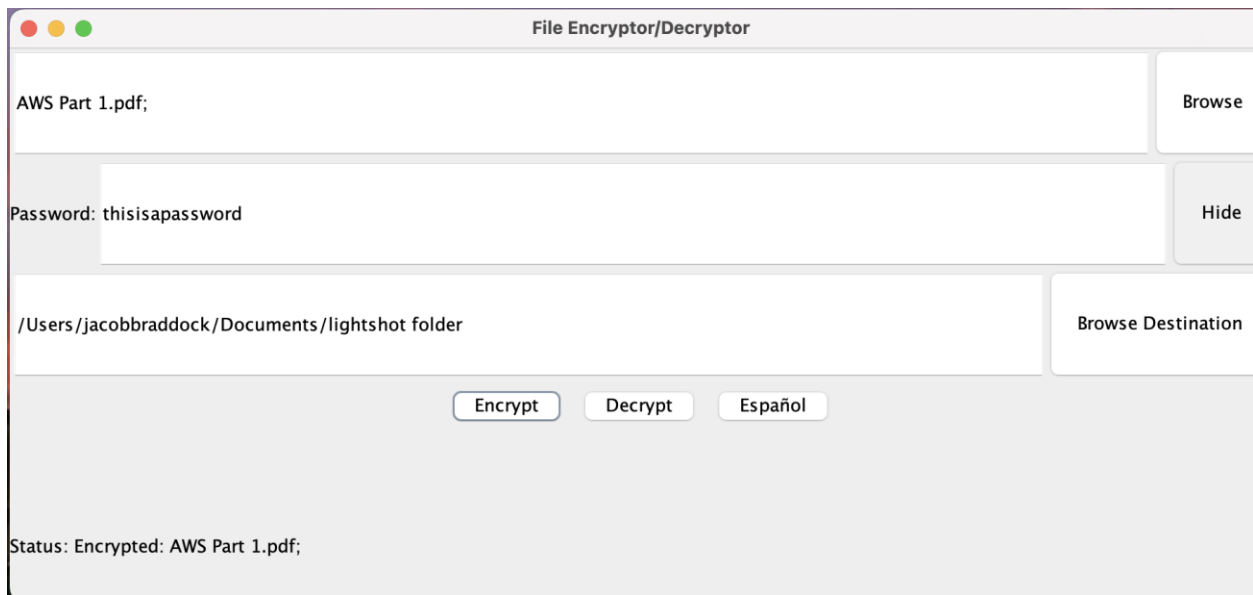 File Encryptor/Decryptor
AWS Part 1.pdf; Browse
Password: thisisapassword Hide
/Users/jacobbraddock/Documents/lightshot folder Browse Destination
Encrypt Decrypt Español
Status: Encrypted: AWS Part 1.pdf;